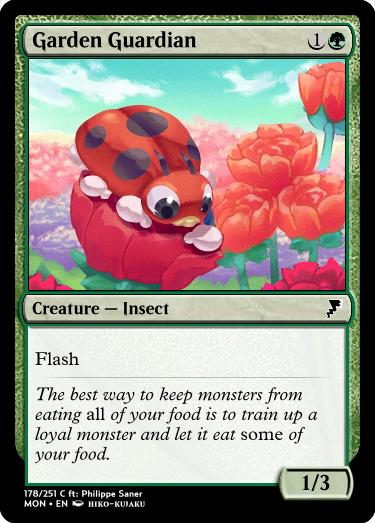 Garden Guardian 1
Creature — Insect
Flash
The best way to keep monsters from
eating all of your food is to train up a
loyal monster and let it eat some of
your food.
1/3
178/251 C ft: Philippe Saner
MON • EN HIKO-KUJAKU